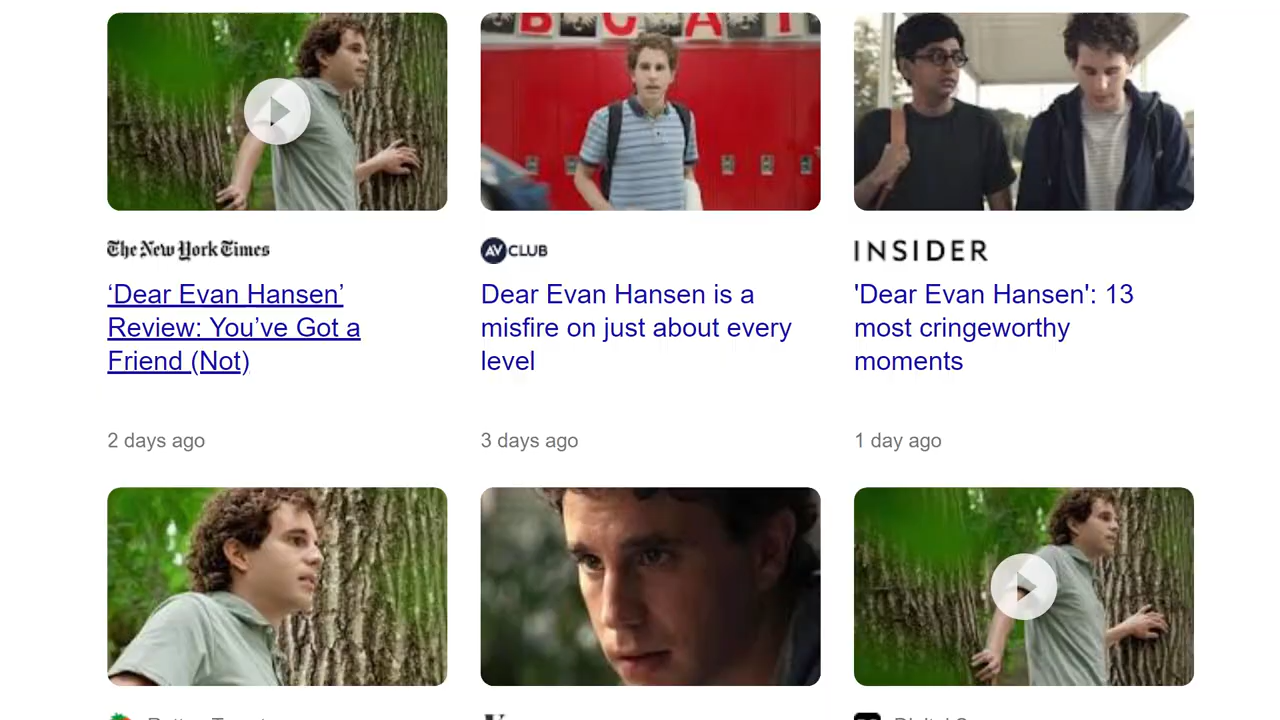 B C A T
The New York Times
AV CLUB
INSIDER
‘Dear Evan Hansen’
Review: You’ve Got a
Friend (Not)
Dear Evan Hansen is a
misfire on just about every
level
'Dear Evan Hansen': 13
most cringeworthy
moments
2 days ago
3 days ago
1 day ago